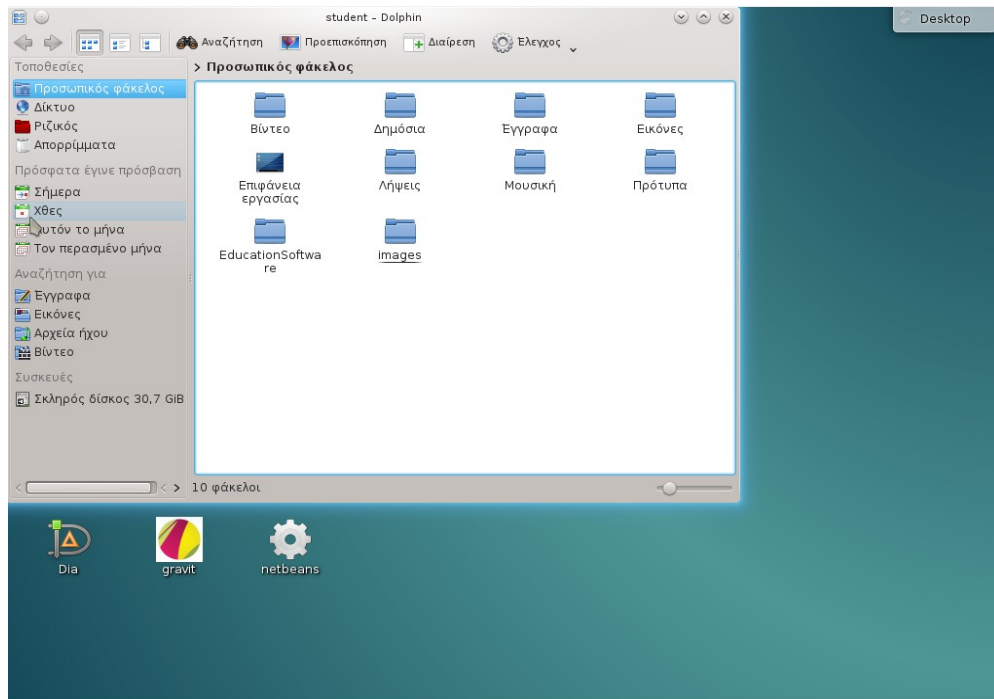 student – Dolphin
Desktop
Αναζήτηση Προεπισκόπηση Διαίρεση Έλεγχος
Τοποθεσίες
> Προσωπικός φάκελος
Προσωπικός φάκελος
Δίκτυο
Ριζικός
Απορρίμματα
Πρόσφατα έγινε πρόσβαση
Σήμερα
Χθες
Αυτόν το μήνα
Τον περασμένο μήνα
Αναζήτηση για
Έγγραφα
Εικόνες
Αρχεία ήχου
Βίντεο
Συσκευές
Σκληρός δίσκος 30,7 GiB
Βίντεο Δημόσια Έγγραφα Εικόνες
Επιφάνεια
εργασίας
Λήψεις Μουσική Πρότυπα
EducationSoftwa
re
images
10 φάκελοι
Dia gravit netbeans